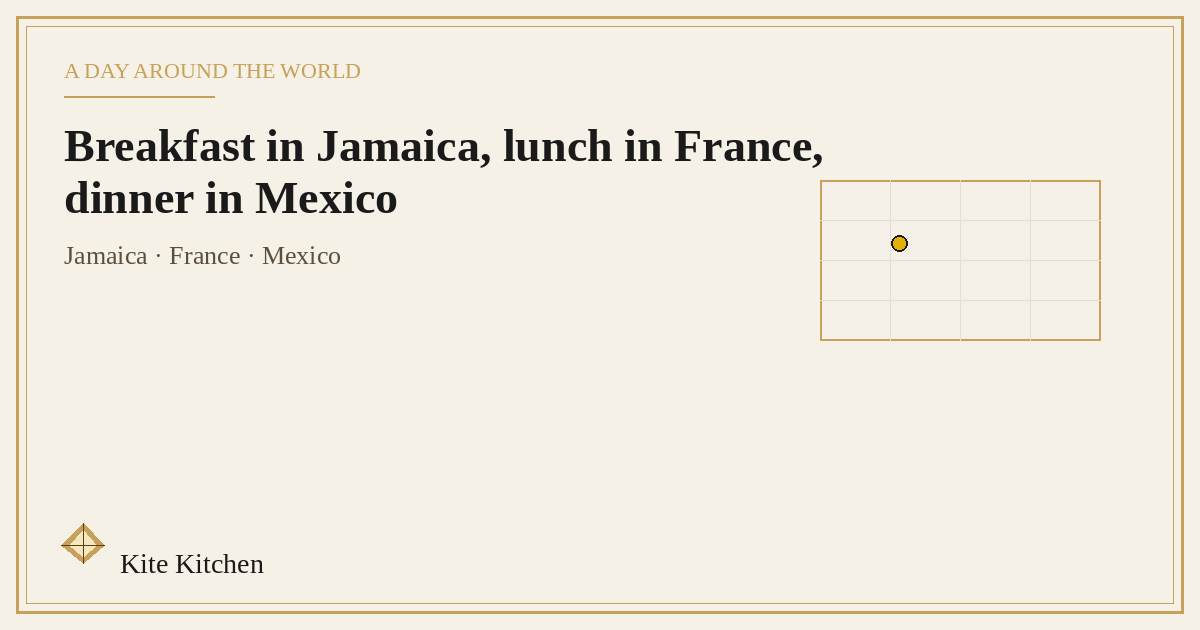 A DAY AROUND THE WORLD
Breakfast in Jamaica, lunch in France,
dinner in Mexico
Jamaica · France · Mexico
Kite Kitchen